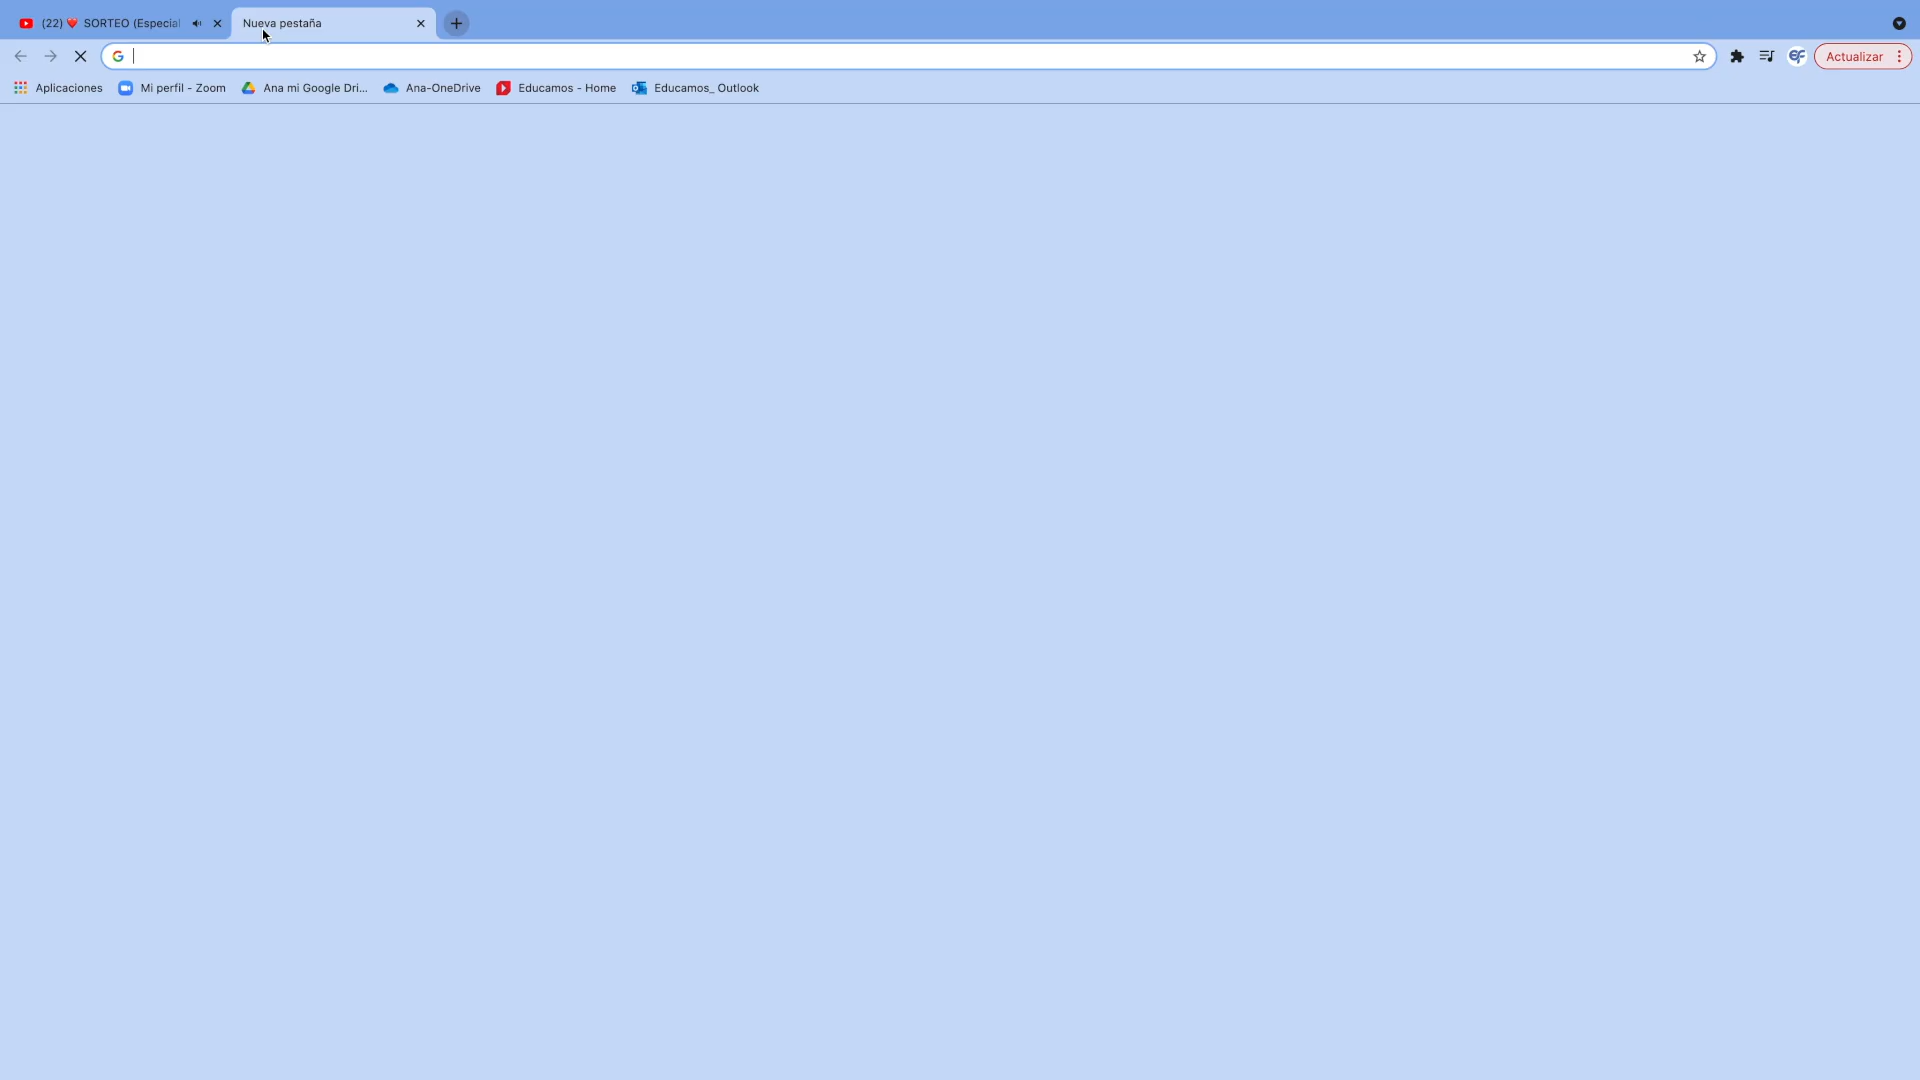 (22) ❤️ SORTEO (Especial
Nueva pestaña
Actualizar
Aplicaciones
Mi perfil - Zoom
Ana mi Google Dri...
Ana-OneDrive
Educamos - Home
Educamos_ Outlook